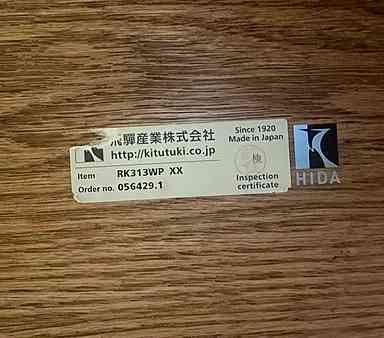 飛驒産業株式会社
http://kitutuki.co.jp
Item RK313WP XX
Order no. 056429.1
Since 1920
Made in Japan
検
Inspection
certificate
HIDA